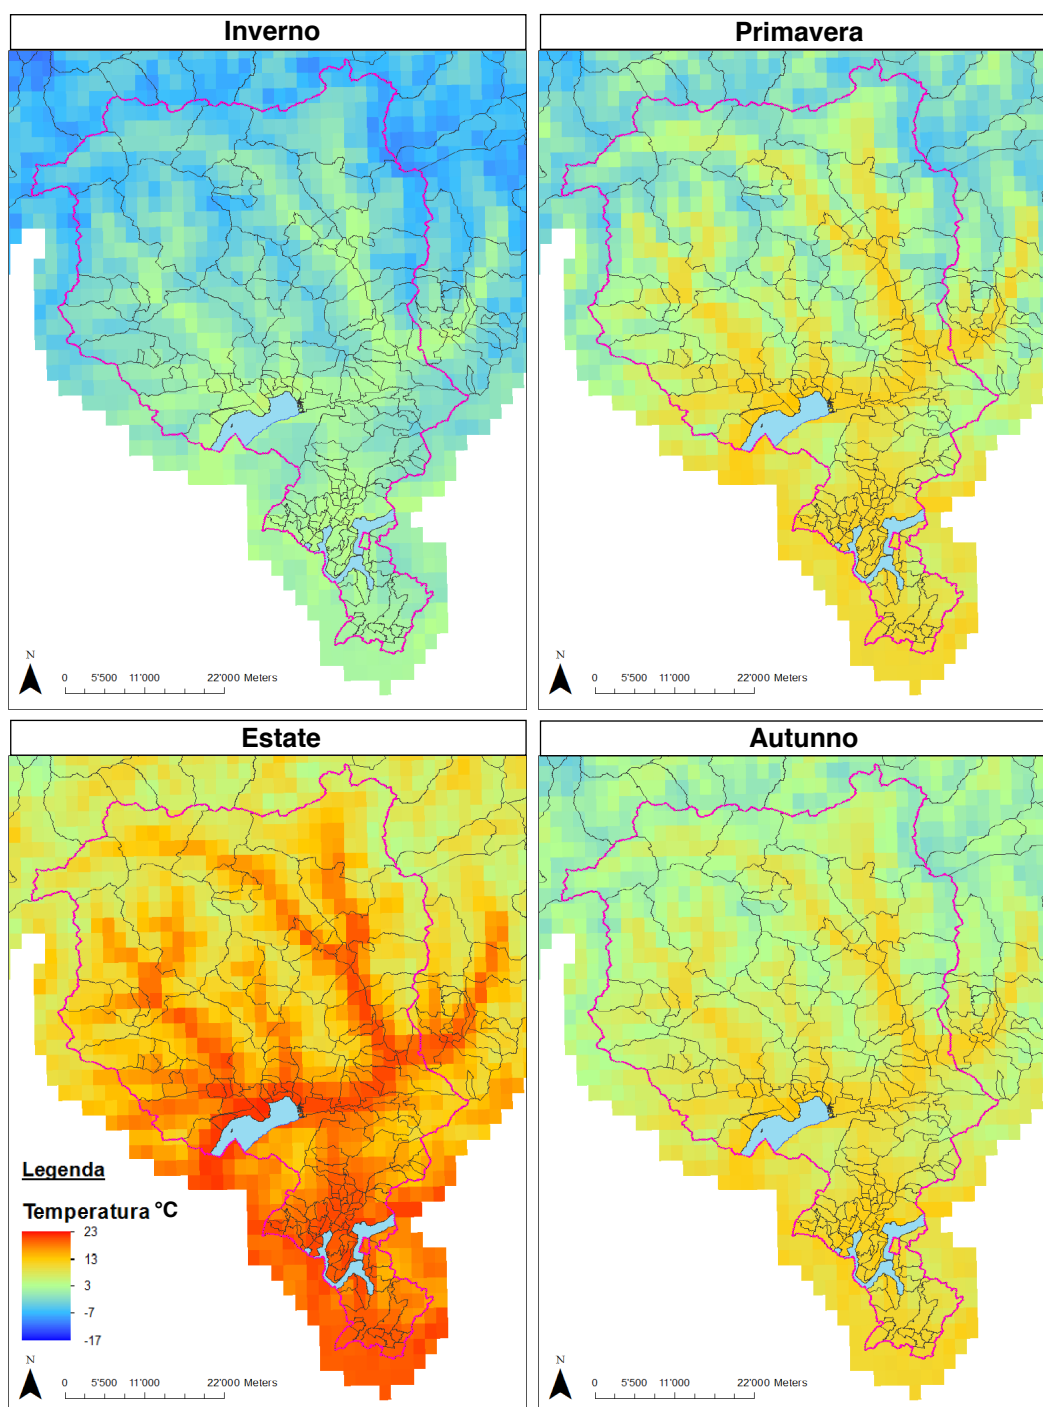 Inverno
Primavera
N
0 5'500 11'000 22'000 Meters
N
0 5'500 11'000 22'000 Meters
Estate
Autunno
Legenda
Temperatura °C
23
13
3
-7
-17
N
0 5'500 11'000 22'000 Meters
N
0 5'500 11'000 22'000 Meters